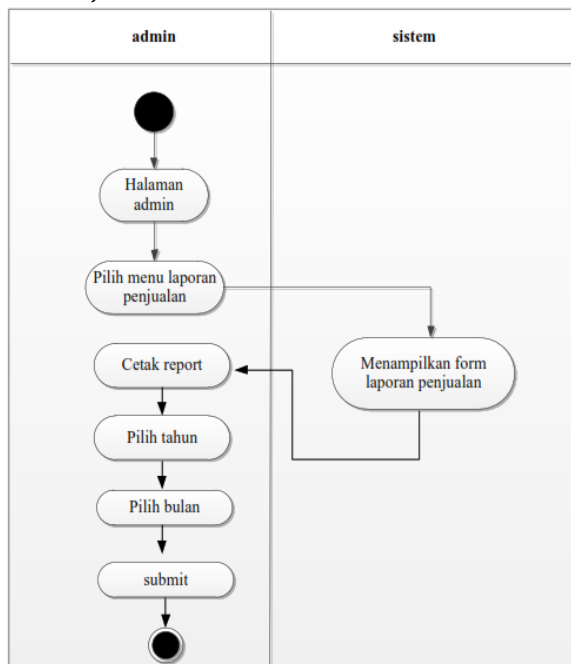 admin
sistem
Halaman
admin
Pilih menu laporan
penjualan
Menampilkan form
laporan penjualan
Cetak report
Pilih tahun
Pilih bulan
submit